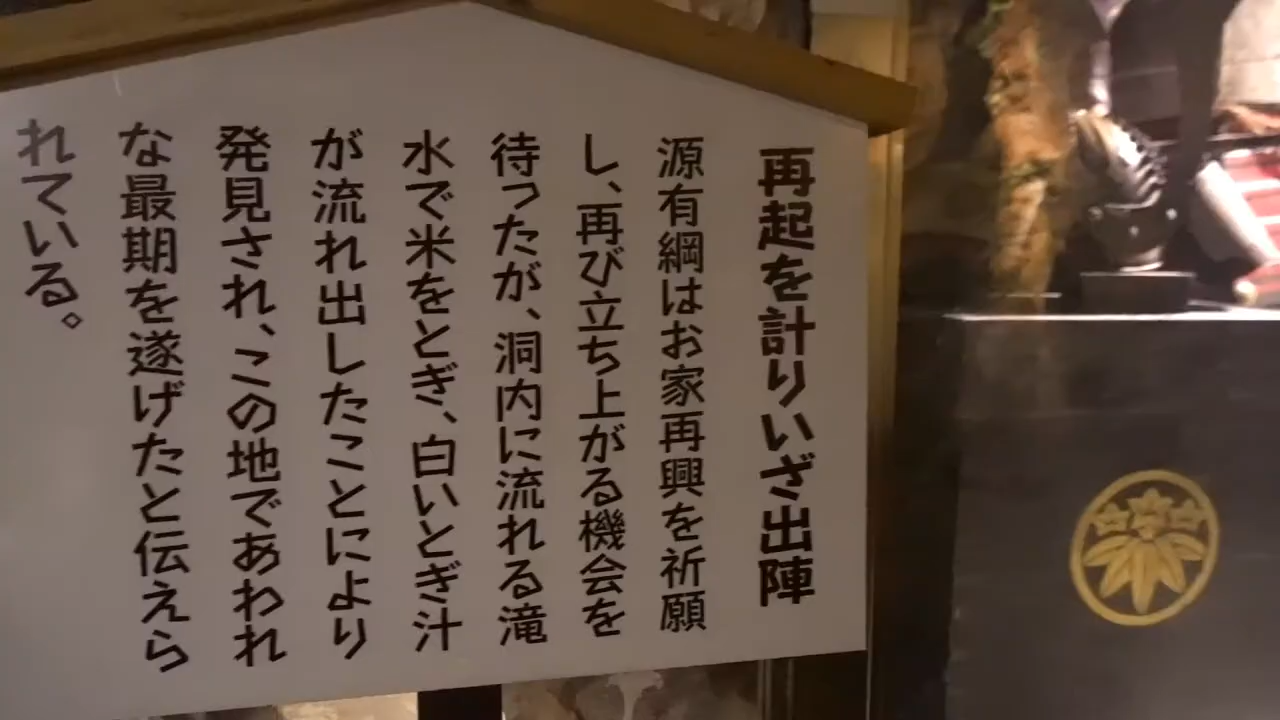 再起を計りいざ出陣
源有綱はお家再興を祈願
し、再び立ち上がる機会を
待ったが、洞内に流れる滝
水で米をとぎ、白いとぎ汁
が流れ出したことにより
発見され、この地であわれ
な最期を遂げたと伝えら
れている。